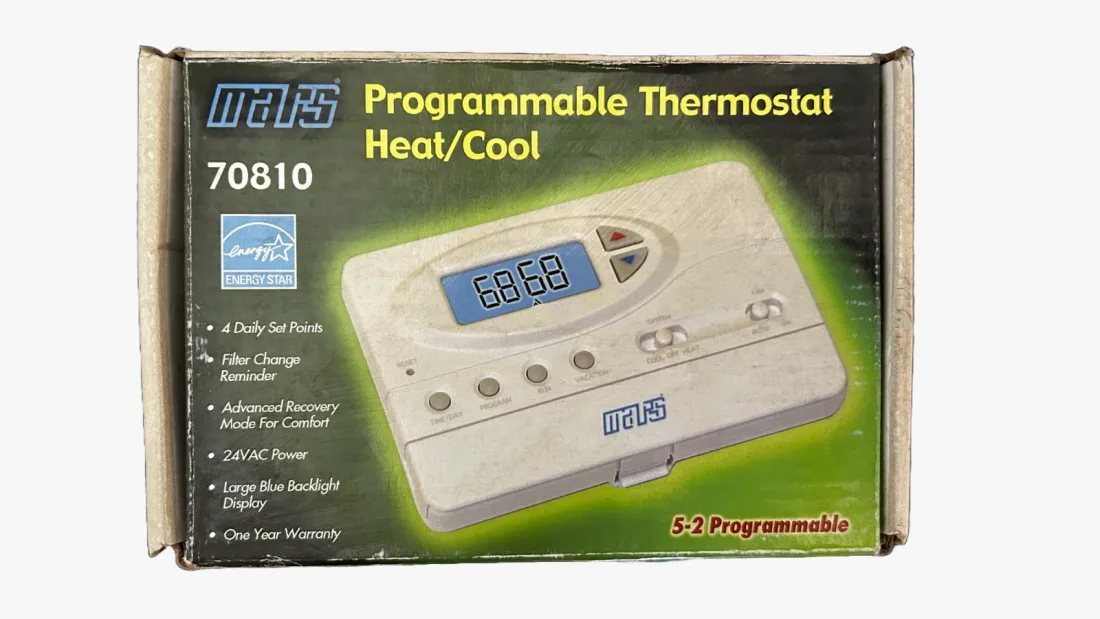 mars®
Programmable Thermostat
Heat/Cool
70810
energy
ENERGY STAR
• 4 Daily Set Points
• Filter Change
Reminder
• Advanced Recovery
Mode For Comfort
• 24VAC Power
• Large Blue Backlight
Display
• One Year Warranty
6868
RESET
TIME/DAY
PROGRAM
RUN
VACATION
SYSTEM
COOL OFF HEAT
FAN
AUTO ON
mars
5-2 Programmable